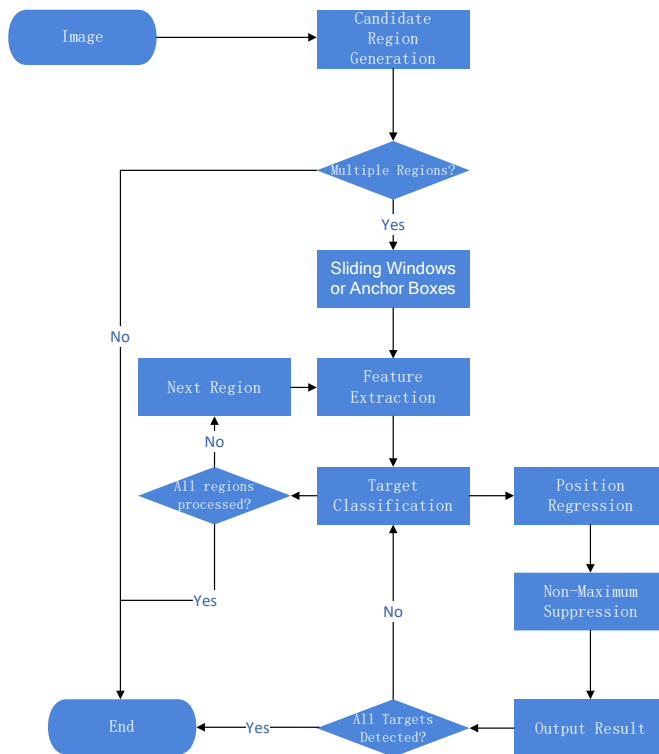 Image
Candidate
Region
Generation
Multiple Regions?
Yes
Sliding Windows
or Anchor Boxes
No
Next Region
Feature
Extraction
No
All regions
processed?
Target
Classification
Position
Regression
Yes
No
Non-Maximum
Suppression
End
Yes
All Targets
Detected?
Output Result